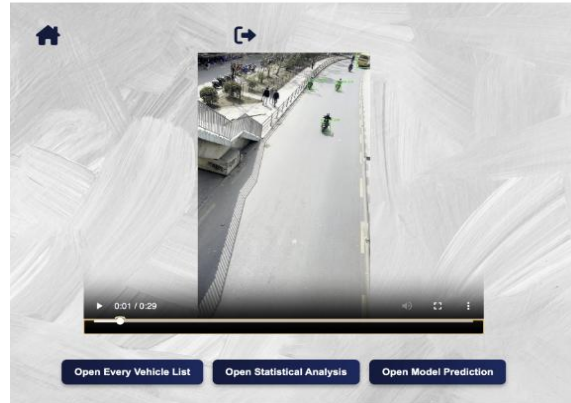 0:01 / 0:29
Open Every Vehicle List
Open Statistical Analysis
Open Model Prediction